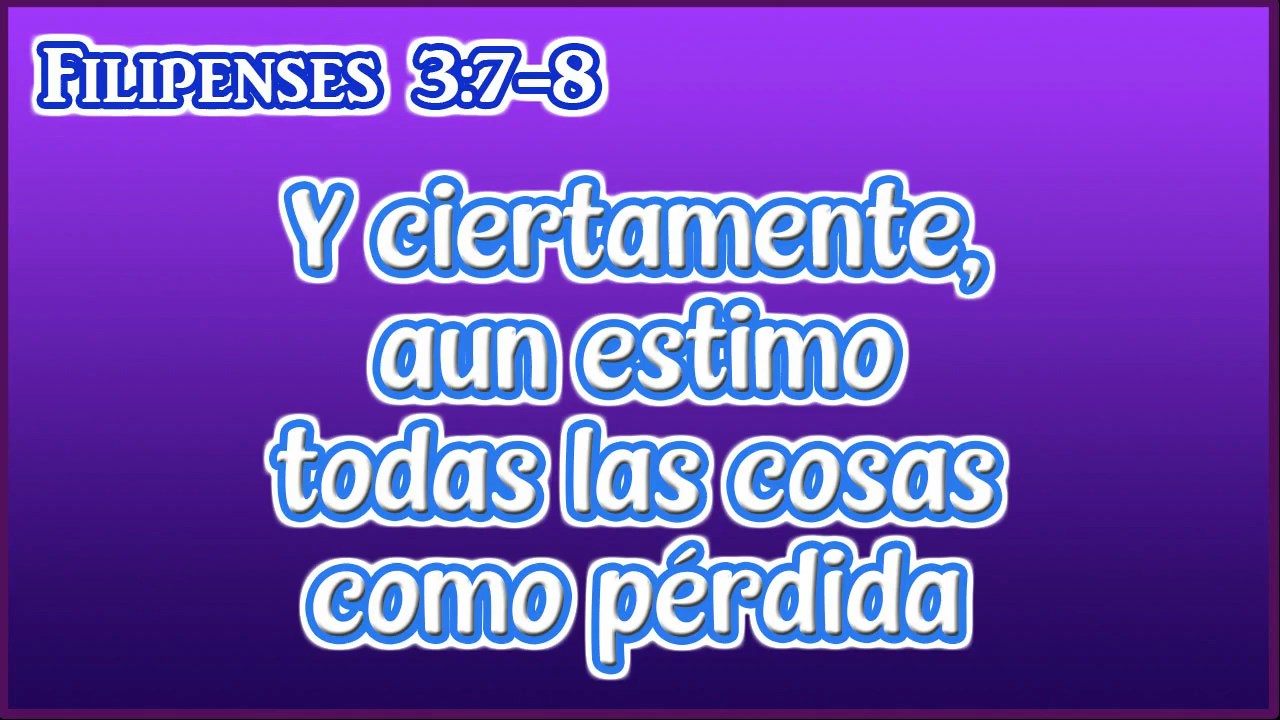 Filipenses 3:7-8
Y ciertamente,
aun estimo
todas las cosas
como pérdida